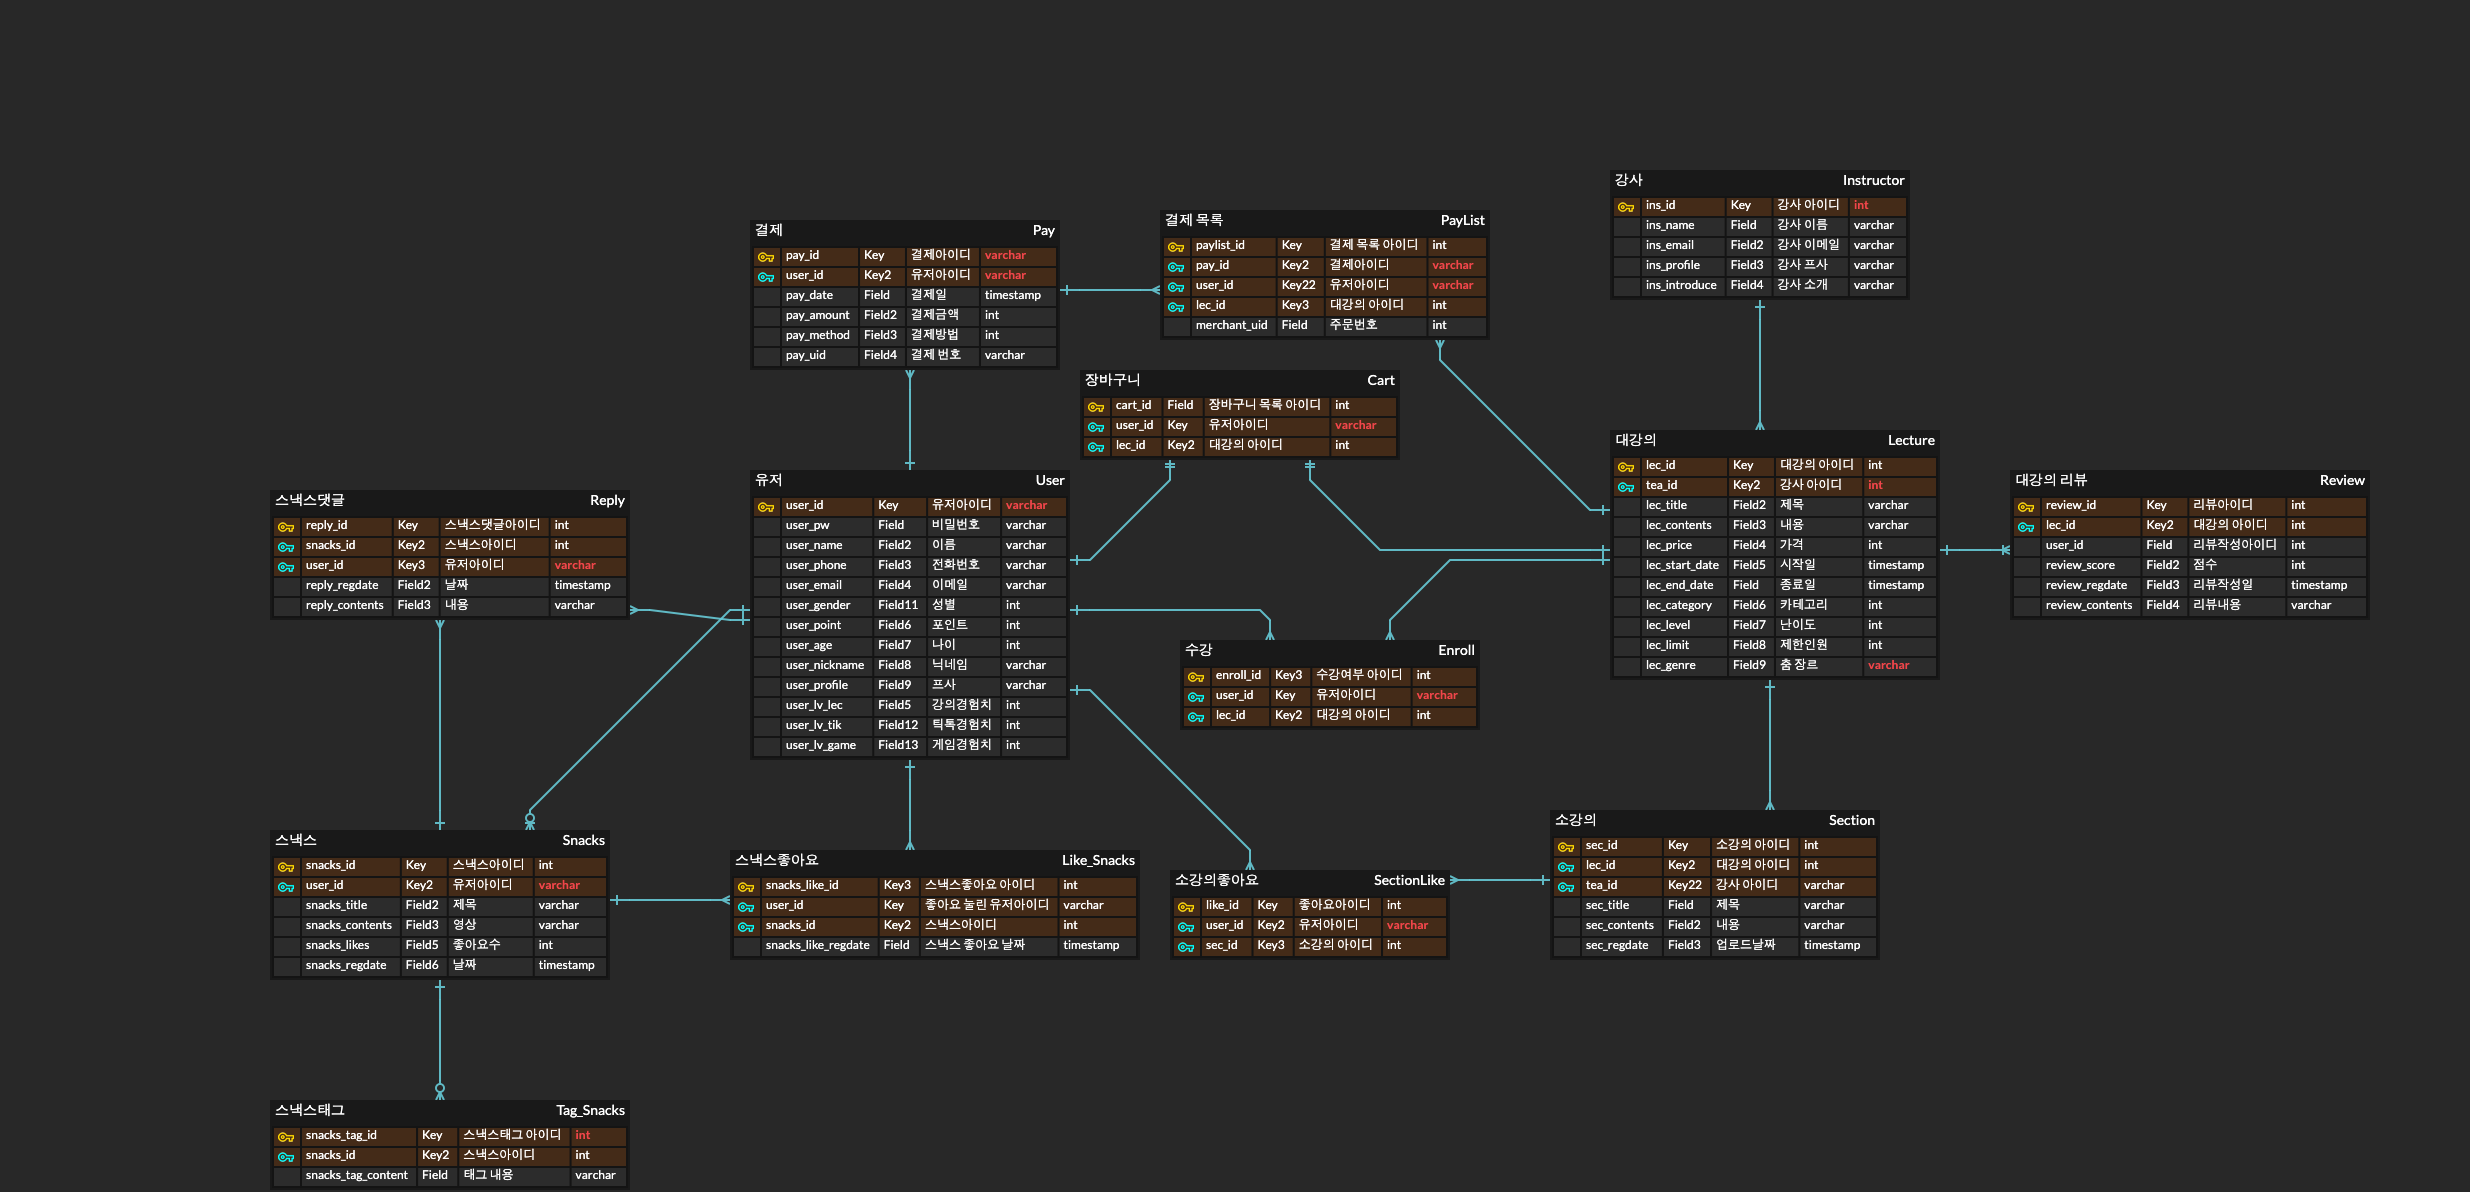 강사 Instructor
ins_id Key 강사 아이디 int
ins_name Field 강사 이름 varchar
ins_email Field2 강사 이메일 varchar
ins_profile Field3 강사 프사 varchar
ins_introduce Field4 강사 소개 varchar
결제 Pay
pay_id Key 결제아이디 varchar
user_id Key2 유저아이디 varchar
pay_date Field 결제일 timestamp
pay_amount Field2 결제금액 int
pay_method Field3 결제방법 int
pay_uid Field4 결제 번호 varchar
결제 목록 PayList
paylist_id Key 결제 목록 아이디 int
pay_id Key2 결제아이디 varchar
user_id Key22 유저아이디 varchar
lec_id Key3 대강의 아이디 int
merchant_uid Field 주문번호 int
장바구니 Cart
cart_id Field 장바구니 목록 아이디 int
user_id Key 유저아이디 varchar
lec_id Key2 대강의 아이디 int
대강의 Lecture
lec_id Key 대강의 아이디 int
tea_id Key2 강사 아이디 int
lec_title Field2 제목 varchar
lec_contents Field3 내용 varchar
lec_price Field4 가격 int
lec_start_date Field5 시작일 timestamp
lec_end_date Field 종료일 timestamp
lec_category Field6 카테고리 int
lec_level Field7 난이도 int
lec_limit Field8 제한인원 int
lec_genre Field9 춤 장르 varchar
대강의 리뷰 Review
review_id Key 리뷰아이디 int
lec_id Key2 대강의 아이디 int
user_id Field 리뷰작성아이디 int
review_score Field2 점수 int
review_regdate Field3 리뷰작성일 timestamp
review_contents Field4 리뷰내용 varchar
스낵스댓글 Reply
reply_id Key 스낵스댓글아이디 int
snacks_id Key2 스낵스아이디 int
user_id Key3 유저아이디 varchar
reply_regdate Field2 날짜 timestamp
reply_contents Field3 내용 varchar
유저 User
user_id Key 유저아이디 varchar
user_pw Field 비밀번호 varchar
user_name Field2 이름 varchar
user_phone Field3 전화번호 varchar
user_email Field4 이메일 varchar
user_gender Field11 성별 int
user_point Field6 포인트 int
user_age Field7 나이 int
user_nickname Field8 닉네임 varchar
user_profile Field9 프사 varchar
user_lv_lec Field5 강의경험치 int
user_lv_tik Field12 틱톡경험치 int
user_lv_game Field13 게임경험치 int
수강 Enroll
enroll_id Key3 수강여부 아이디 int
user_id Key 유저아이디 varchar
lec_id Key2 대강의 아이디 int
스낵스 Snacks
snacks_id Key 스낵스아이디 int
user_id Key2 유저아이디 varchar
snacks_title Field2 제목 varchar
snacks_contents Field3 영상 varchar
snacks_likes Field5 좋아요수 int
snacks_regdate Field6 날짜 timestamp
스낵스좋아요 Like_Snacks
snacks_like_id Key3 스낵스좋아요 아이디 int
user_id Key 좋아요 눌린 유저아이디 varchar
snacks_id Key2 스낵스아이디 int
snacks_like_regdate Field 스낵스 좋아요 날짜 timestamp
소강의좋아요 SectionLike
like_id Key 좋아요아이디 int
user_id Key2 유저아이디 varchar
sec_id Key3 소강의 아이디 int
소강의 Section
sec_id Key 소강의 아이디 int
lec_id Key2 대강의 아이디 int
tea_id Key22 강사 아이디 varchar
sec_title Field 제목 varchar
sec_contents Field2 내용 varchar
sec_regdate Field3 업로드날짜 timestamp
스낵스태그 Tag_Snacks
snacks_tag_id Key 스낵스태그 아이디 int
snacks_id Key2 스낵스아이디 int
snacks_tag_content Field 태그 내용 varchar